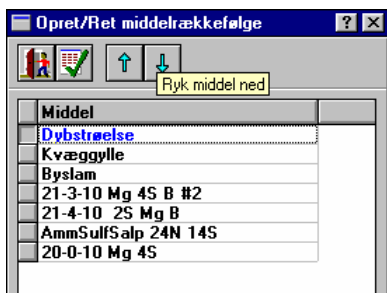 Opret/Ret middelrækkefølge
Ryk middel ned
Middel
Dybstrøelse
Kvæggylle
Byslam
21-3-10 Mg 4S B #2
21-4-10  2S Mg B
AmmSulfSalp 24N 14S
20-0-10 Mg 4S